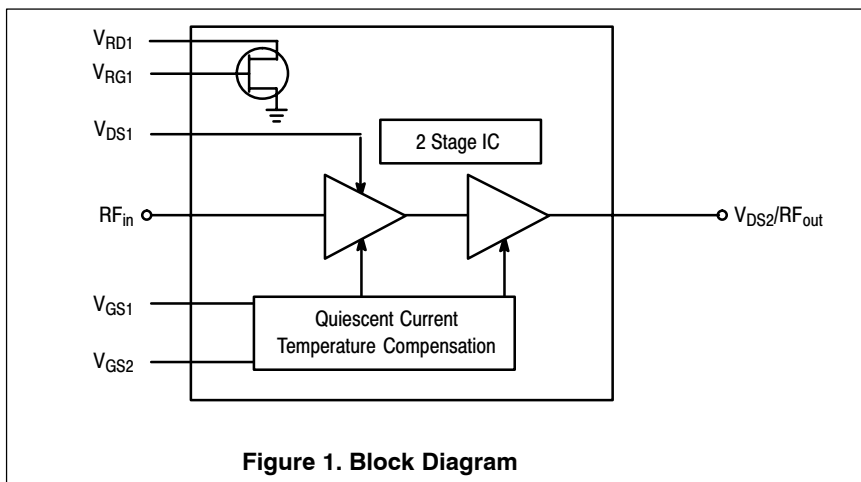 V_RD1
V_RG1
V_DS1
2 Stage IC
RF_in
V_DS2/RF_out
V_GS1
Quiescent Current
Temperature Compensation
V_GS2
Figure 1. Block Diagram